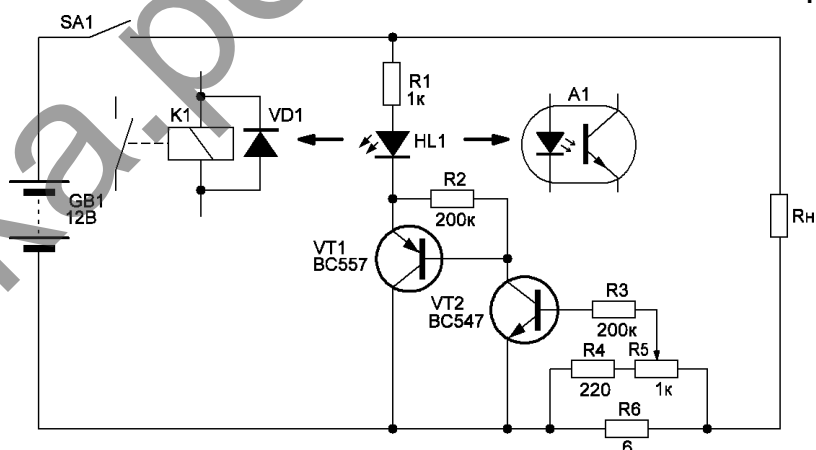 SA1
R1
1к
A1
K1
VD1
HL1
GB1
12В
R2
200к
Rн
VT1
BC557
VT2
BC547
R3
200к
R4
220
R5
1к
R6
6